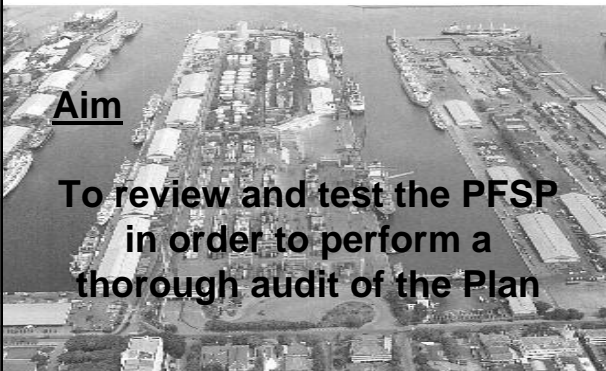 Aim
To review and test the PFSP
in order to perform a
thorough audit of the Plan